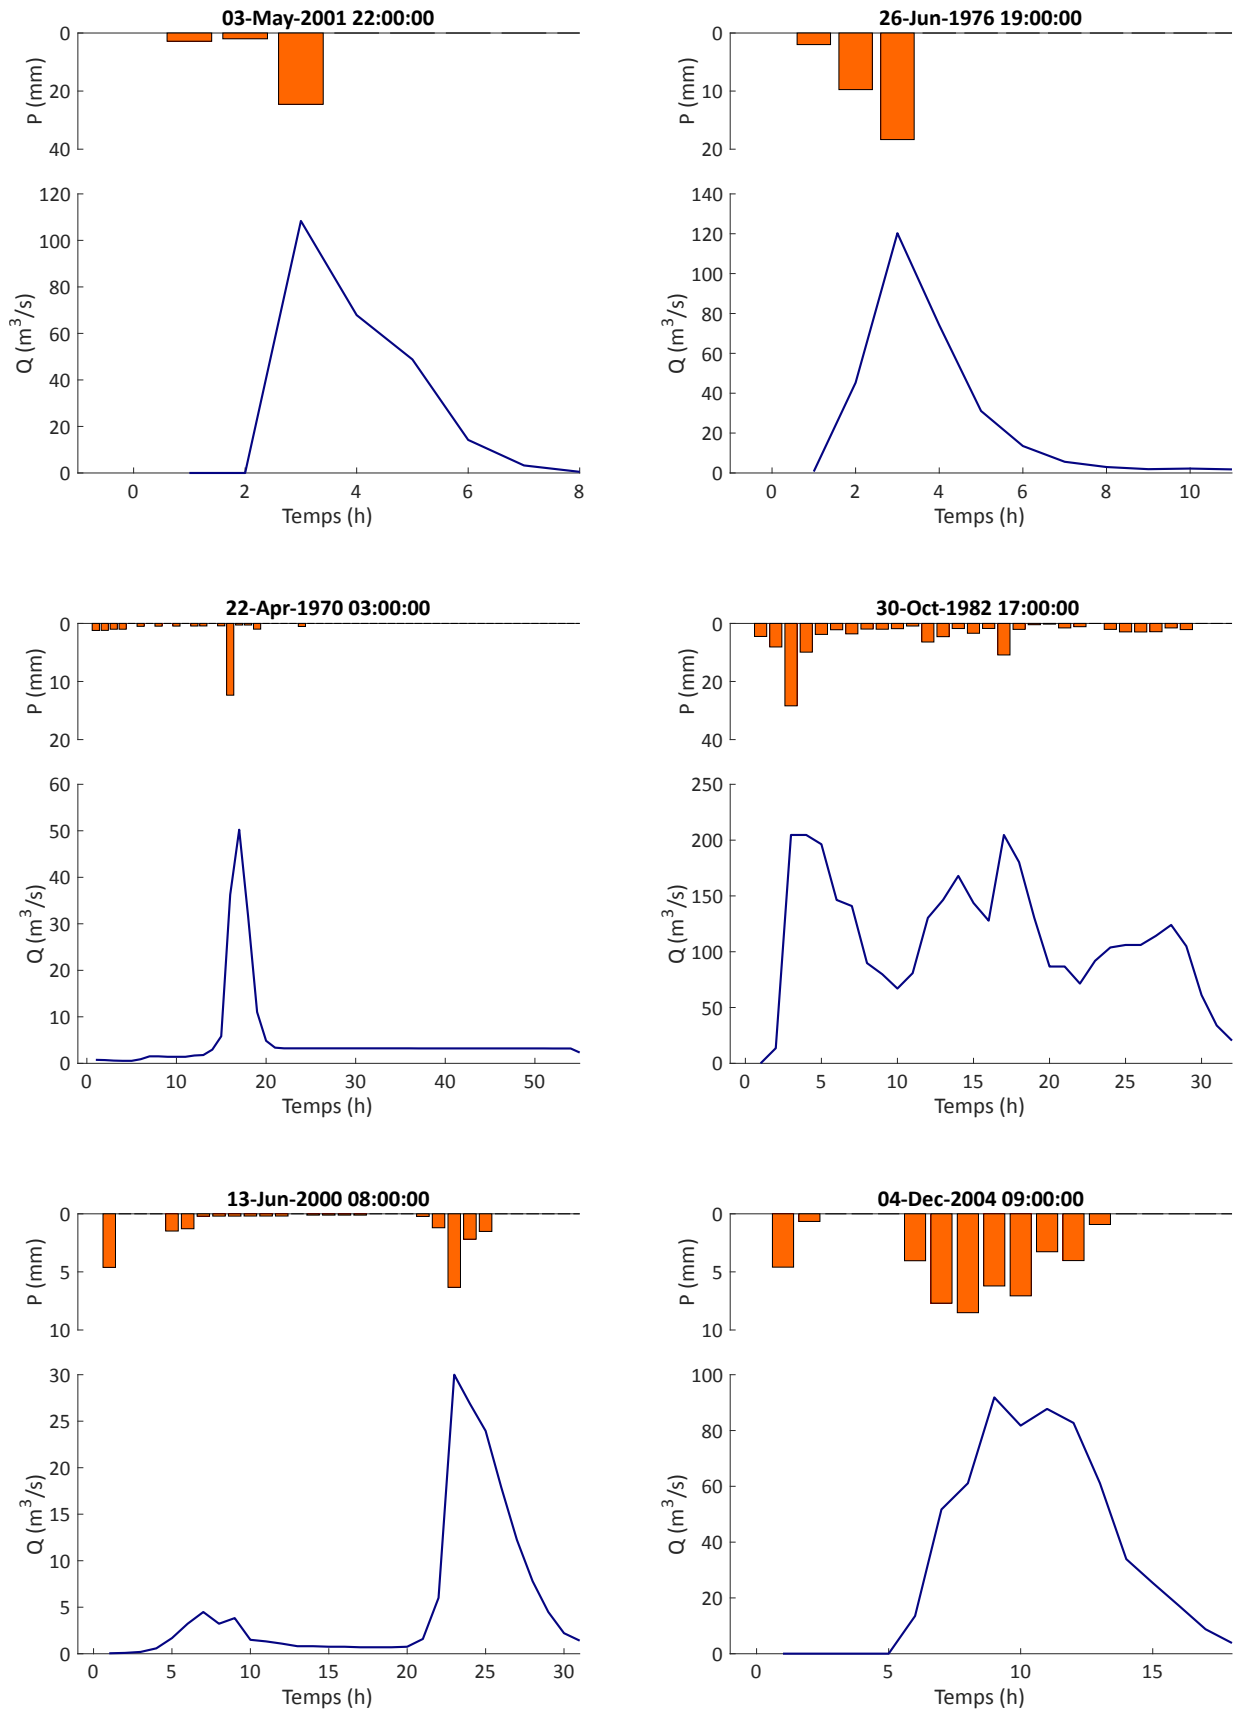 03-May-2001 22:00:00
0
20
40
P (mm)
0
20
40
60
80
100
120
Q (m³/s)
0 2 4 6 8
Temps (h)
26-Jun-1976 19:00:00
0
10
20
P (mm)
0
20
40
60
80
100
120
140
Q (m³/s)
0 2 4 6 8 10
Temps (h)
22-Apr-1970 03:00:00
0
10
20
P (mm)
0
10
20
30
40
50
60
Q (m³/s)
0 10 20 30 40 50
Temps (h)
30-Oct-1982 17:00:00
0
20
40
P (mm)
0
50
100
150
200
250
Q (m³/s)
0 5 10 15 20 25 30
Temps (h)
13-Jun-2000 08:00:00
0
5
10
P (mm)
0
5
10
15
20
25
30
Q (m³/s)
0 5 10 15 20 25 30
Temps (h)
04-Dec-2004 09:00:00
0
5
10
P (mm)
0
20
40
60
80
100
Q (m³/s)
0 5 10 15
Temps (h)